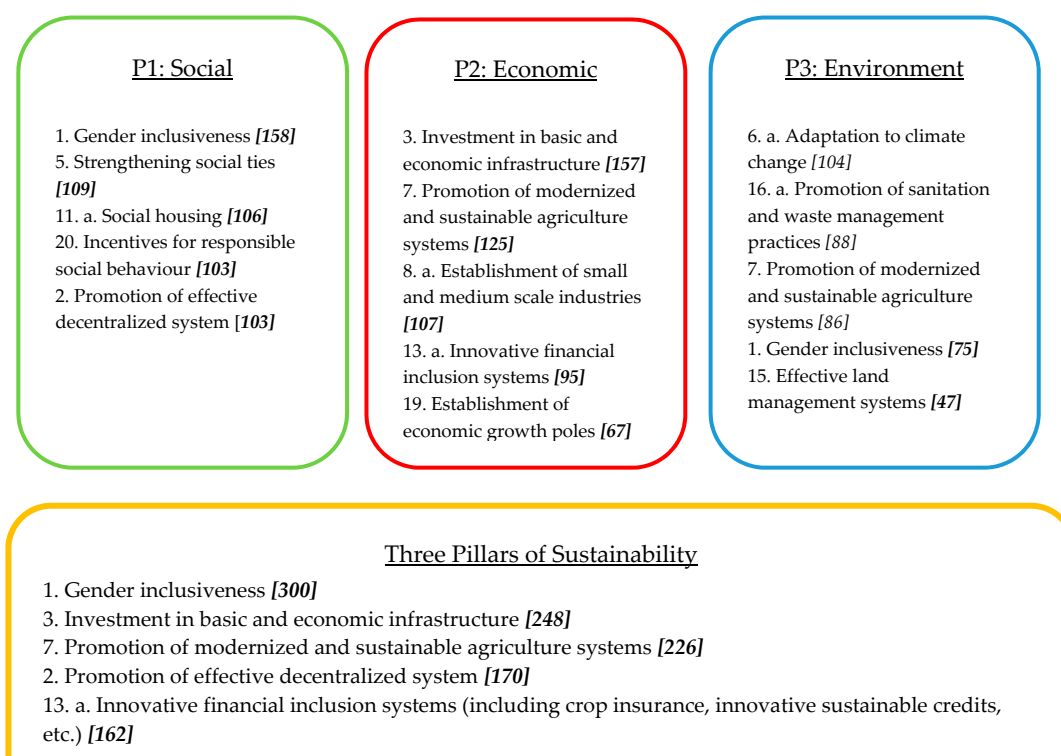 P1: Social
1. Gender inclusiveness [158]
5. Strengthening social ties
[109]
11. a. Social housing [106]
20. Incentives for responsible
social behaviour [103]
2. Promotion of effective
decentralized system [103]
P2: Economic
3. Investment in basic and
economic infrastructure [157]
7. Promotion of modernized
and sustainable agriculture
systems [125]
8. a. Establishment of small
and medium scale industries
[107]
13. a. Innovative financial
inclusion systems [95]
19. Establishment of
economic growth poles [67]
P3: Environment
6. a. Adaptation to climate
change [104]
16. a. Promotion of sanitation
and waste management
practices [88]
7. Promotion of modernized
and sustainable agriculture
systems [86]
1. Gender inclusiveness [75]
15. Effective land
management systems [47]
Three Pillars of Sustainability
1. Gender inclusiveness [300]
3. Investment in basic and economic infrastructure [248]
7. Promotion of modernized and sustainable agriculture systems [226]
2. Promotion of effective decentralized system [170]
13. a. Innovative financial inclusion systems (including crop insurance, innovative sustainable credits,
etc.) [162]